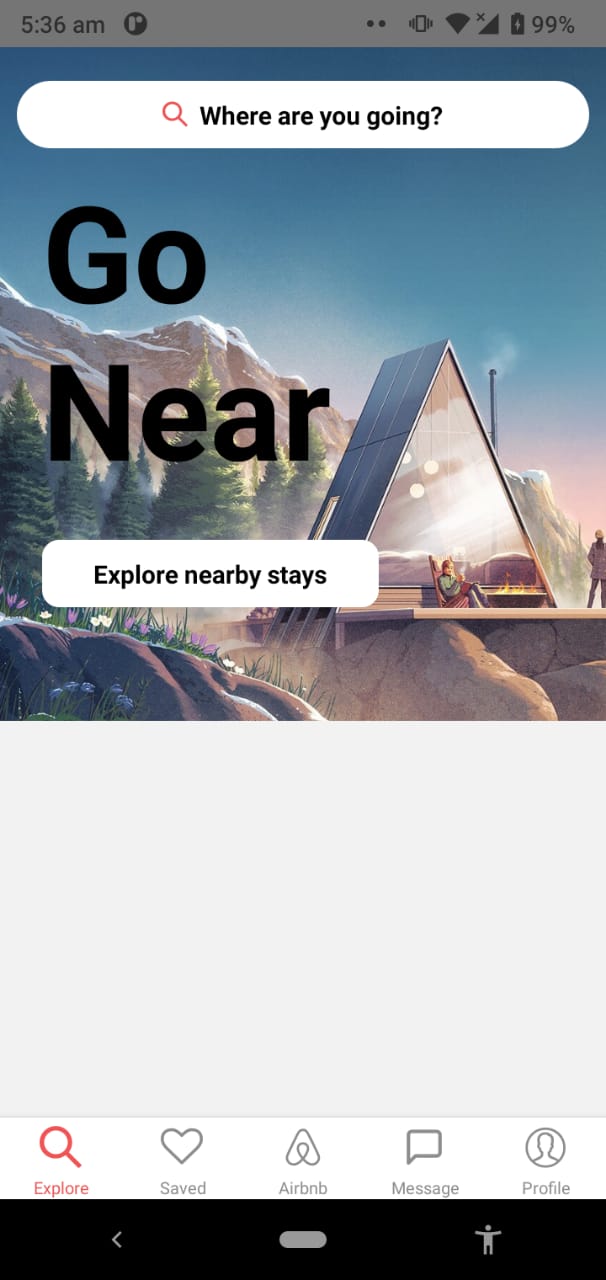 5:36 am
99%
Where are you going?
Go
Near
Explore nearby stays
Explore
Saved
Airbnb
Message
Profile